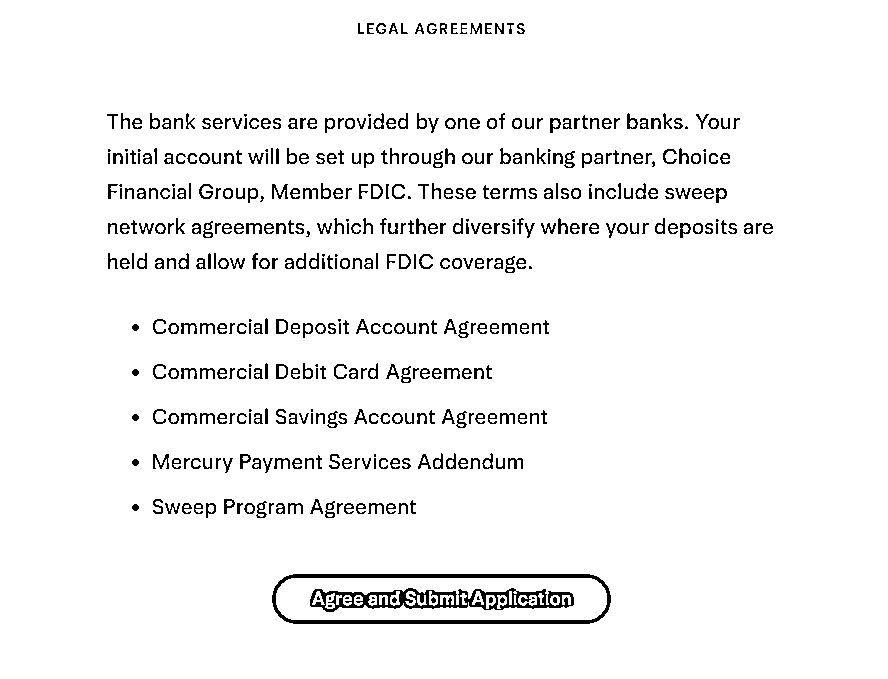 LEGAL AGREEMENTS
The bank services are provided by one of our partner banks. Your
initial account will be set up through our banking partner, Choice
Financial Group, Member FDIC. These terms also include sweep
network agreements, which further diversify where your deposits are
held and allow for additional FDIC coverage.
• Commercial Deposit Account Agreement
• Commercial Debit Card Agreement
• Commercial Savings Account Agreement
• Mercury Payment Services Addendum
• Sweep Program Agreement
Agree and Submit Application